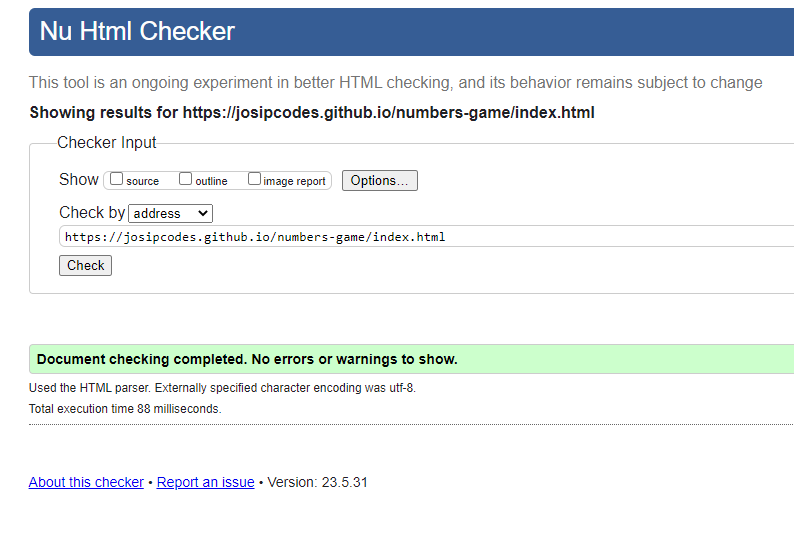 Nu Html Checker
This tool is an ongoing experiment in better HTML checking, and its behavior remains subject to change
Showing results for https://josipcodes.github.io/numbers-game/index.html
Checker Input
Show source outline image report Options...
Check by address
https://josipcodes.github.io/numbers-game/index.html
Check
Document checking completed. No errors or warnings to show.
Used the HTML parser. Externally specified character encoding was utf-8.
Total execution time 88 milliseconds.
About this checker • Report an issue • Version: 23.5.31